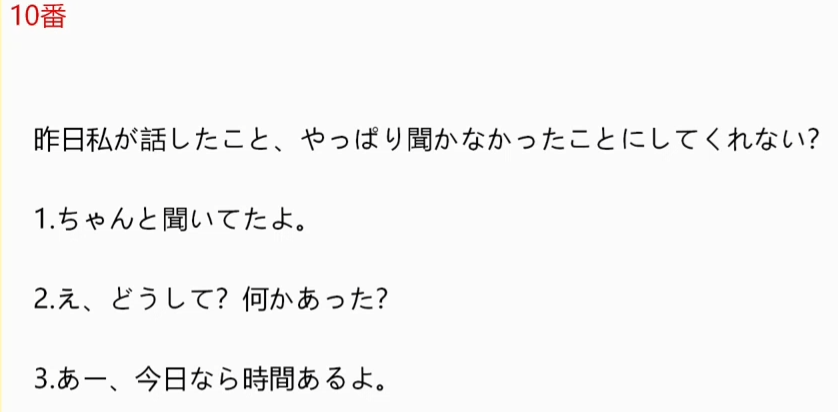 10番
昨日私が話したこと、やっぱり聞かなかったことにしてくれない?
1.ちゃんと聞いてたよ。
2.え、どうして? 何かあった?
3.あー、今日なら時間あるよ。